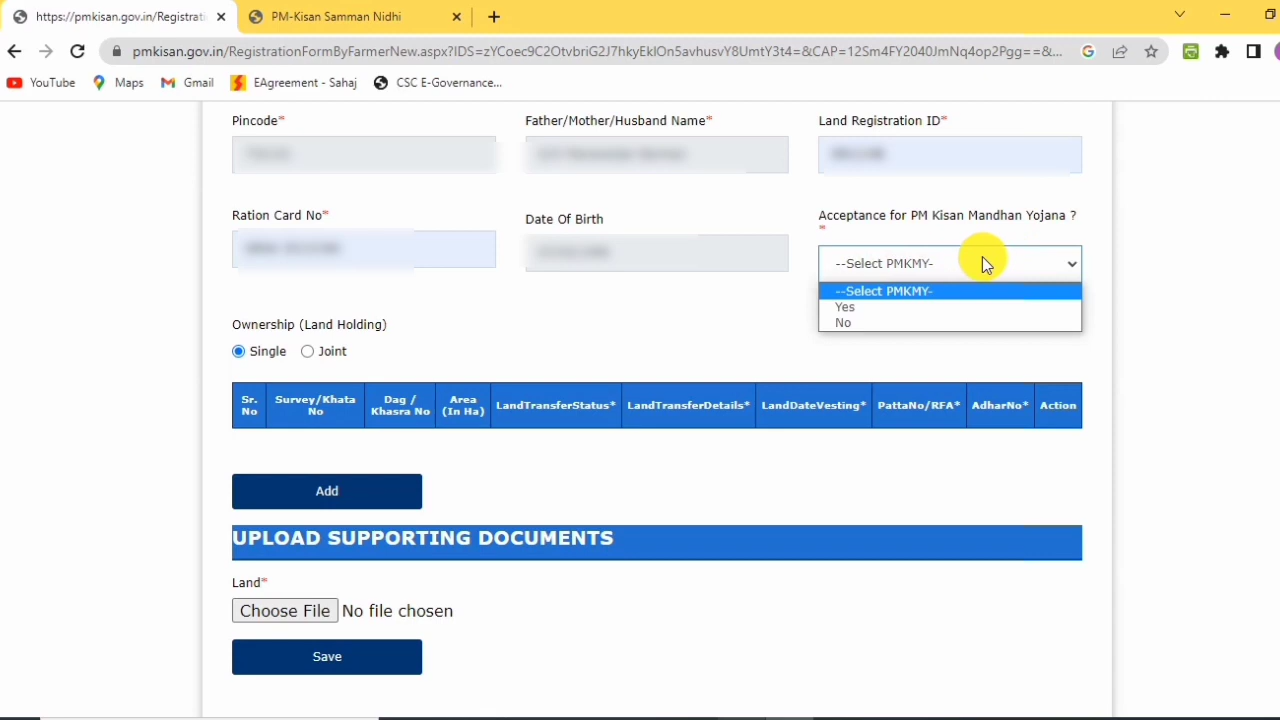 https://pmkisan.gov.in/Registrati
PM-Kisan Samman Nidhi
pmkisan.gov.in/RegistrationFormByFarmerNew.aspx?IDS=zYCoec9C2OtvbriG2J7hkyEklOn5avhusvY8UmtY3t4=&CAP=12Sm4FY2040JmNq4op2Pgg==&...
YouTube Maps Gmail EAgreement - Sahaj CSC E-Governance...
Pincode* Father/Mother/Husband Name* Land Registration ID*
Ration Card No* Date Of Birth Acceptance for PM Kisan Mandhan Yojana ?
*
--Select PMKMY-
--Select PMKMY-
Yes
No
Ownership (Land Holding)
Single Joint
Sr. No Survey/Khata No Dag / Khasra No Area (In Ha) LandTransferStatus* LandTransferDetails* LandDateVesting* PattaNo/RFA* AdharNo* Action
Add
UPLOAD SUPPORTING DOCUMENTS
Land*
Choose File No file chosen
Save